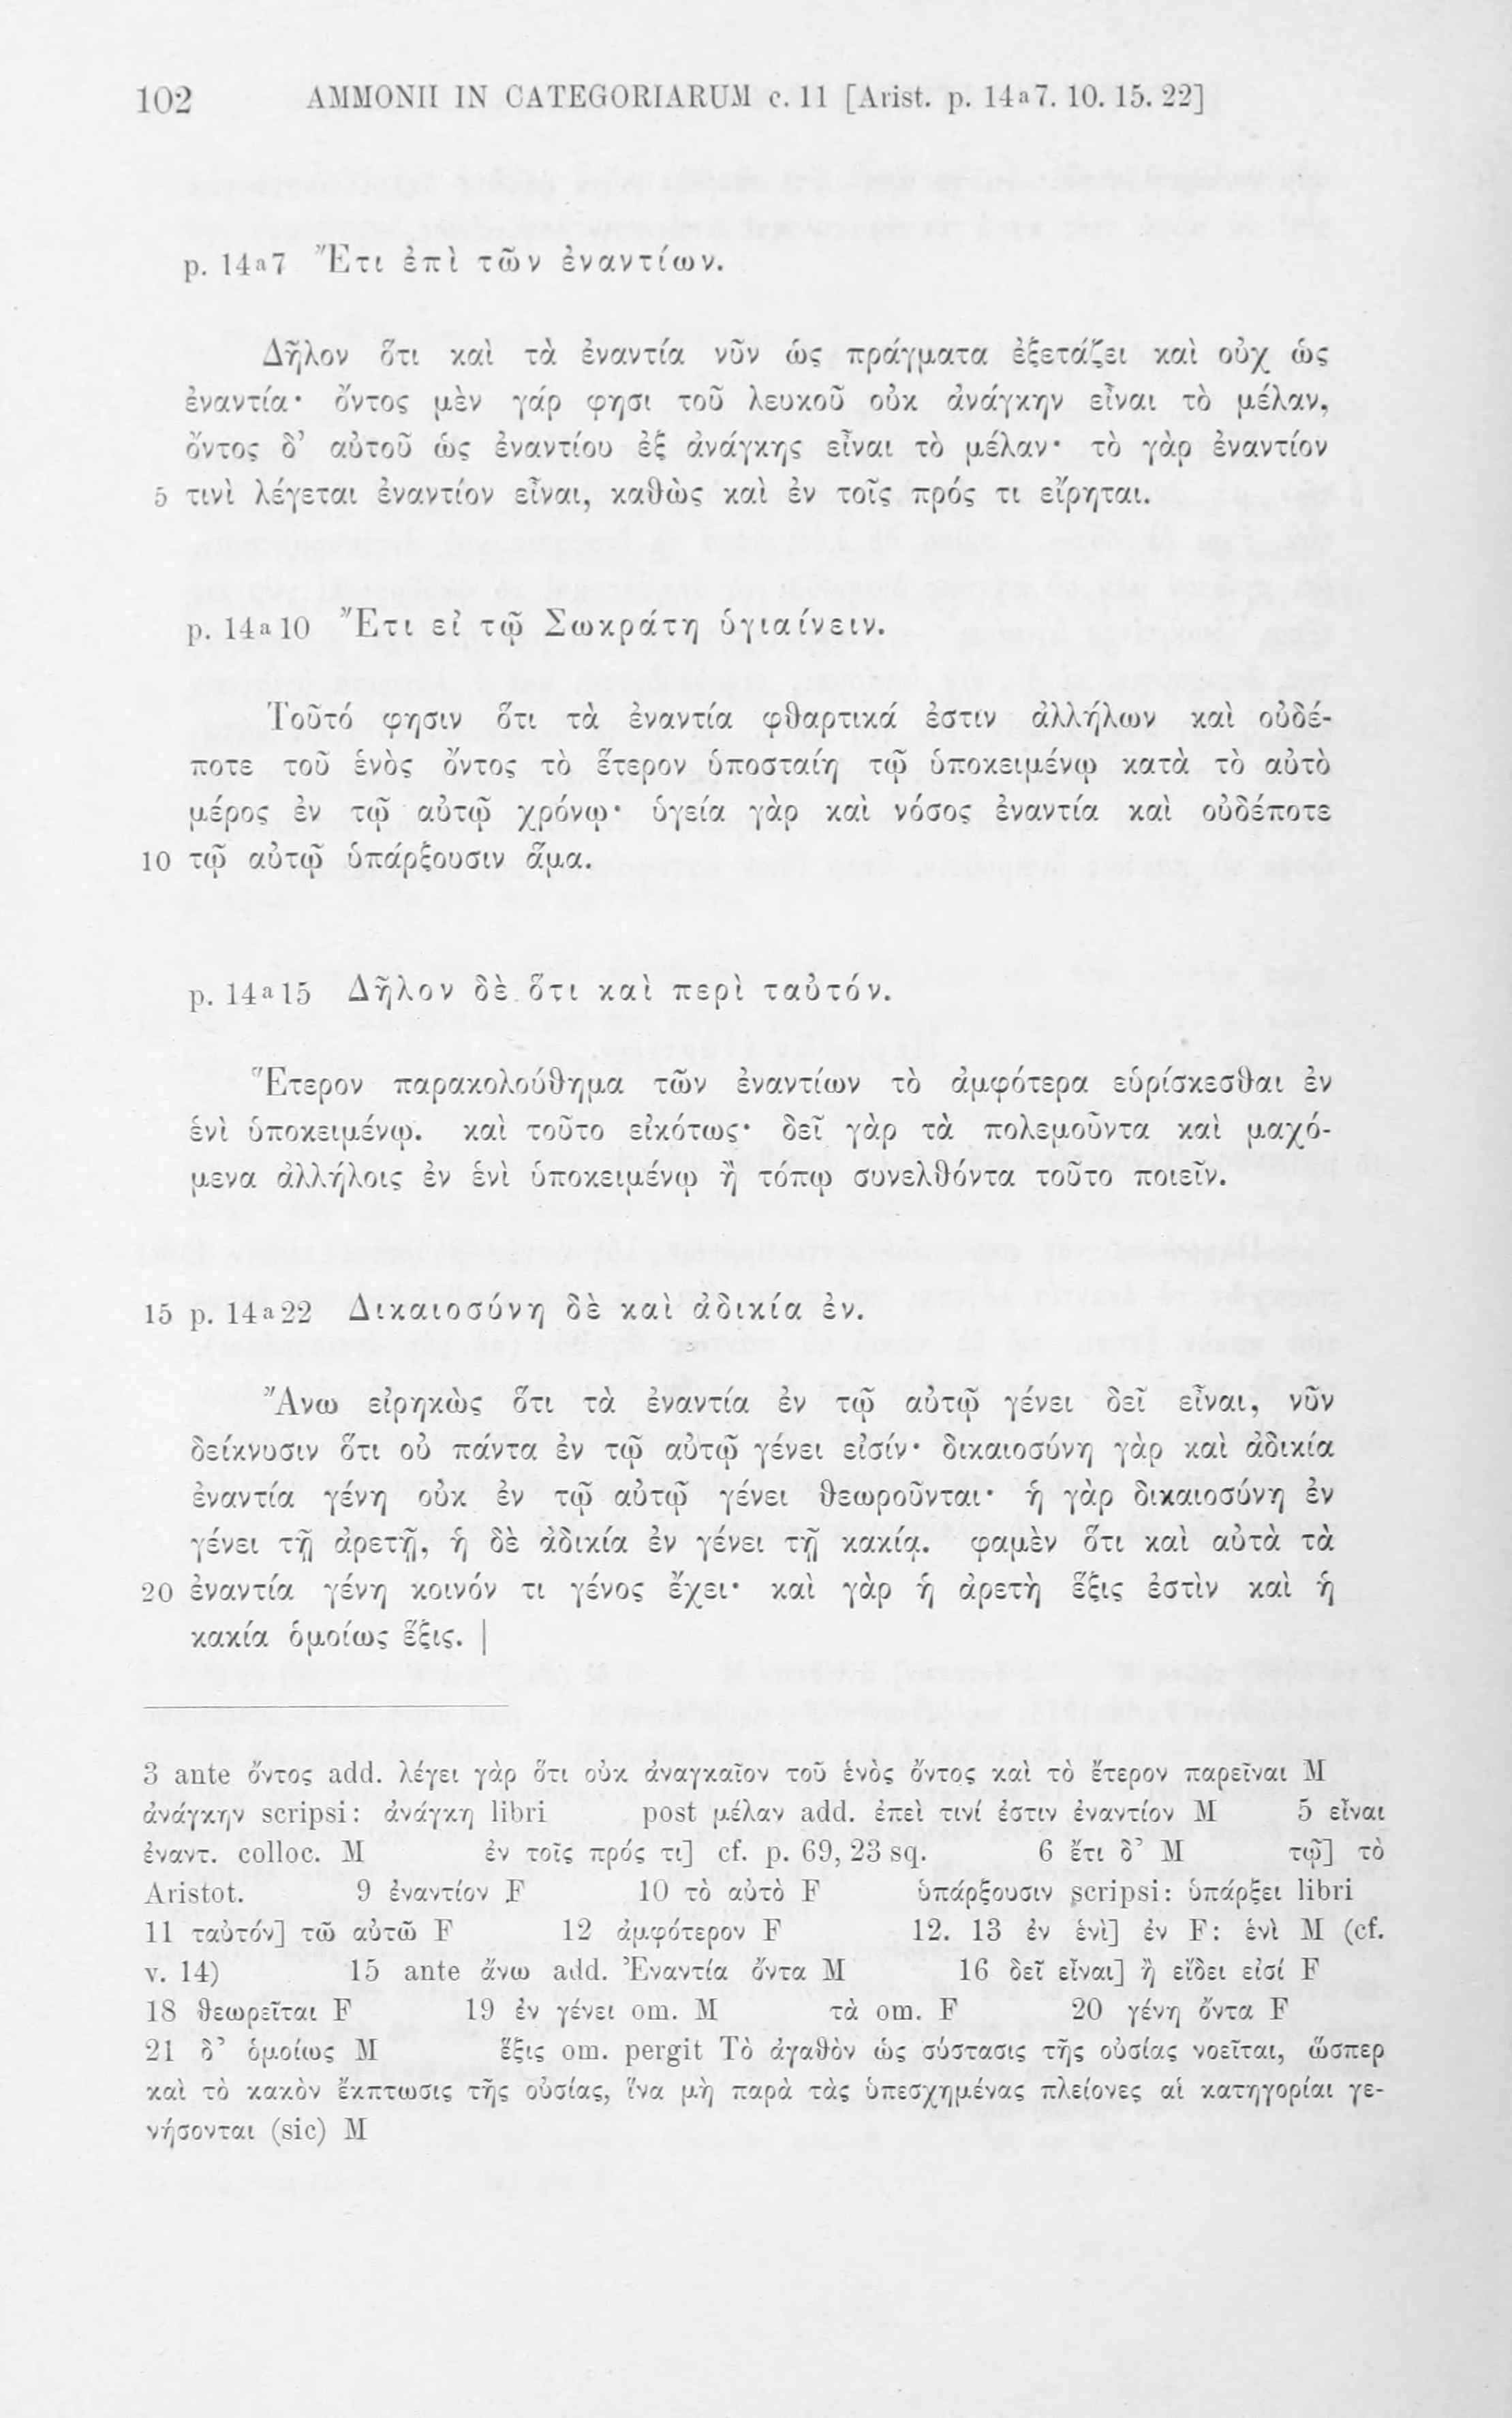 102 AMMONII IN CATEGORIARUM c. 11 [Arist. p. 14a7. 10. 15. 22]
p. 14a7 Ἔτι ἐπὶ τῶν ἐναντίων.
Δῆλον ὅτι καὶ τὰ ἐναντία νῦν ὡς πράγματα ἐξετάζει καὶ οὐχ ὡς
ἐναντία· ὄντος μὲν γάρ φησι τοῦ λευκοῦ οὐκ ἀνάγκην εἶναι τὸ μέλαν,
ὄντος δ’ αὐτοῦ ὡς ἐναντίου ἐξ ἀνάγκης εἶναι τὸ μέλαν· τὸ γὰρ ἐναντίον
5 τινὶ λέγεται ἐναντίον εἶναι, καθὼς καὶ ἐν τοῖς πρός τι εἴρηται.
p. 14a10 Ἔτι εἰ τῷ Σωκράτη ὑγιαίνειν.
Τοῦτό φησιν ὅτι τὰ ἐναντία φθαρτικά ἐστιν ἀλλήλων καὶ οὐδέ-
ποτε τοῦ ἑνὸς ὄντος τὸ ἕτερον ὑποσταίη τῷ ὑποκειμένῳ κατὰ τὸ αὐτὸ
μέρος ἐν τῷ αὐτῷ χρόνῳ· ὑγεία γὰρ καὶ νόσος ἐναντία καὶ οὐδέποτε
10 τῷ αὐτῷ ὑπάρξουσιν ἅμα.
p. 14a15 Δῆλον δὲ ὅτι καὶ περὶ ταὐτόν.
Ἕτερον παρακολούθημα τῶν ἐναντίων τὸ ἀμφότερα εὑρίσκεσθαι ἐν
ἑνὶ ὑποκειμένῳ. καὶ τοῦτο εἰκότως· δεῖ γὰρ τὰ πολεμοῦντα καὶ μαχό-
μενα ἀλλήλοις ἐν ἑνὶ ὑποκειμένῳ ἢ τόπῳ συνελθόντα τοῦτο ποιεῖν.
15 p. 14a22 Δικαιοσύνη δὲ καὶ ἀδικία ἐν.
Ἄνω εἰρηκὼς ὅτι τὰ ἐναντία ἐν τῷ αὐτῷ γένει δεῖ εἶναι, νῦν
δείκνυσιν ὅτι οὐ πάντα ἐν τῷ αὐτῷ γένει εἰσίν· δικαιοσύνη γὰρ καὶ ἀδικία
ἐναντία γένη οὐκ ἐν τῷ αὐτῷ γένει θεωροῦνται· ἡ γὰρ δικαιοσύνη ἐν
γένει τῇ ἀρετῇ, ἡ δὲ ἀδικία ἐν γένει τῇ κακίᾳ. φαμὲν ὅτι καὶ αὐτὰ τὰ
20 ἐναντία γένη κοινόν τι γένος ἔχει· καὶ γὰρ ἡ ἀρετὴ ἕξις ἐστὶν καὶ ἡ
κακία ὁμοίως ἕξις. |
3 ante ὄντος add. λέγει γὰρ ὅτι οὐκ ἀναγκαῖον τοῦ ἑνὸς ὄντος καὶ τὸ ἕτερον παρεῖναι M
ἀνάγκην scripsi: ἀνάγκη libri post μέλαν add. ἐπεὶ τινί ἐστιν ἐναντίον M 5 εἶναι
ἐναντ. colloc. M ἐν τοῖς πρός τι] cf. p. 69, 23 sq. 6 ἔτι δ’ M τῷ] τὸ
Aristot. 9 ἐναντίον F 10 τὸ αὐτὸ F ὑπάρξουσιν scripsi: ὑπάρξει libri
11 ταὐτόν] τῶ αὐτῶ F 12 ἀμφότερον F 12. 13 ἐν ἑνὶ] ἐν F: ἑνὶ M (cf.
v. 14) 15 ante ἄνω add. Ἐναντία ὄντα M 16 δεῖ εἶναι] ἢ εἴδει εἰσί F
18 θεωρεῖται F 19 ἐν γένει om. M τὰ om. F 20 γένη ὄντα F
21 δ’ ὁμοίως M ἕξις om. pergit Τὸ ἀγαθὸν ὡς σύστασις τῆς οὐσίας νοεῖται, ὥσπερ
καὶ τὸ κακὸν ἔκπτωσις τῆς οὐσίας, ἵνα μὴ παρὰ τὰς ὑπεσχημένας πλείονες αἱ κατηγορίαι γε-
νήσονται (sic) M